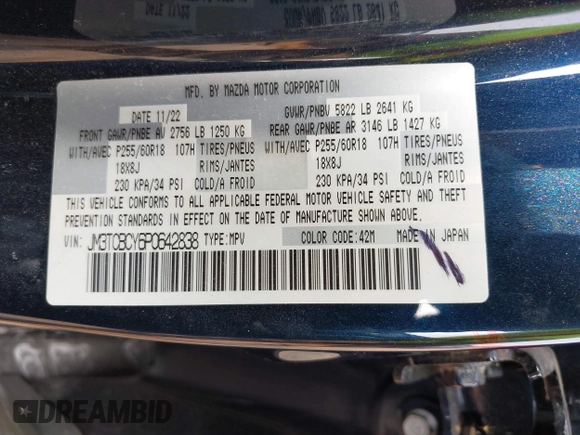 MFD. BY MAZDA MOTOR CORPORATION
DATE 11/22 GVWR/PNBV 5822 LB 2641 KG
FRONT GAWR/PNBE AV 2756 LB 1250 KG REAR GAWR/PNBE AR 3146 LB 1427 KG
WITH/AVEC P255/60R18 107H TIRES/PNEUS WITH/AVEC P255/60R18 107H TIRES/PNEUS
18X8J RIMS/JANTES 18X8J RIMS/JANTES
230 KPA/34 PSI COLD/A FROID 230 KPA/34 PSI COLD/A FROID
THIS VEHICLE CONFORMS TO ALL APPLICABLE FEDERAL MOTOR VEHICLE SAFETY AND THEFT
PREVENTION STANDARDS IN EFFECT ON THE DATE OF MANUFACTURE SHOWN ABOVE.
VIN: JM3TCBCY6P0642838 TYPE: MPV COLOR CODE: 42M MADE IN JAPAN
DREAMBID